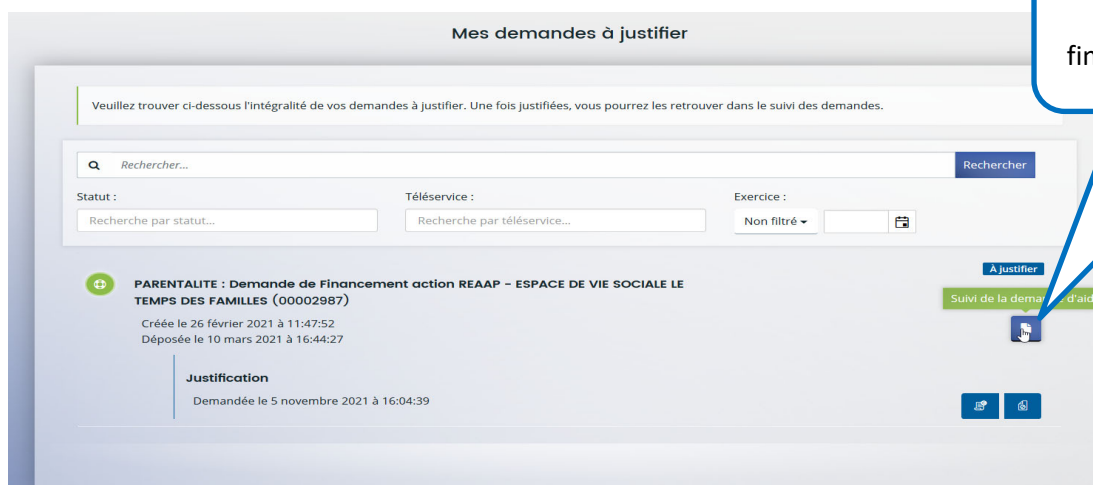 Mes demandes à justifier
Veuillez trouver ci-dessous l'intégralité de vos demandes à justifier. Une fois justifiées, vous pourrez les retrouver dans le suivi des demandes.
Rechercher...
Rechercher
Statut :
Téléservice :
Exercice :
Recherche par statut...
Recherche par téléservice...
Non filtré
À justifier
PARENTALITE : Demande de Financement action REAAP - ESPACE DE VIE SOCIALE LE
TEMPS DES FAMILLES (00002987)
Suivi de la
Créée le 26 février 2021 à 11:47:52
Déposée le 10 mars 2021 à 16:44:27
Justification
Demandée le 5 novembre 2021 à 16:04:39